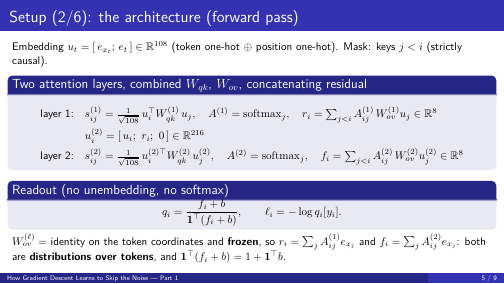 Setup (2/6): the architecture (forward pass)
Embedding u_t = [ e_{x_t}; e_t ] ∈ ℝ^{108} (token one-hot ⊕ position one-hot). Mask: keys j < i (strictly
causal).
Two attention layers, combined W_{qk}, W_{ov}, concatenating residual
layer 1: s_{ij}^{(1)} = \frac{1}{\sqrt{108}} u_i^⊤ W_{qk}^{(1)} u_j, A^{(1)} = softmax_j, r_i = ∑_{j<i} A_{ij}^{(1)} W_{ov}^{(1)} u_j ∈ ℝ^8
u_i^{(2)} = [ u_i; r_i; 0 ] ∈ ℝ^{216}
layer 2: s_{ij}^{(2)} = \frac{1}{\sqrt{108}} u_i^{(2)⊤} W_{qk}^{(2)} u_j^{(2)}, A^{(2)} = softmax_j, f_i = ∑_{j<i} A_{ij}^{(2)} W_{ov}^{(2)} u_j^{(2)} ∈ ℝ^8
Readout (no unembedding, no softmax)
q_i = \frac{f_i + b}{1^⊤(f_i + b)}, ℓ_i = − log q_i[y_i].
W_{ov}^{(ℓ)} = identity on the token coordinates and frozen, so r_i = ∑_j A_{ij}^{(1)} e_{x_j} and f_i = ∑_j A_{ij}^{(2)} e_{x_j}: both
are distributions over tokens, and 1^⊤(f_i + b) = 1 + 1^⊤b.
How Gradient Descent Learns to Skip the Noise — Part 1
5 / 9